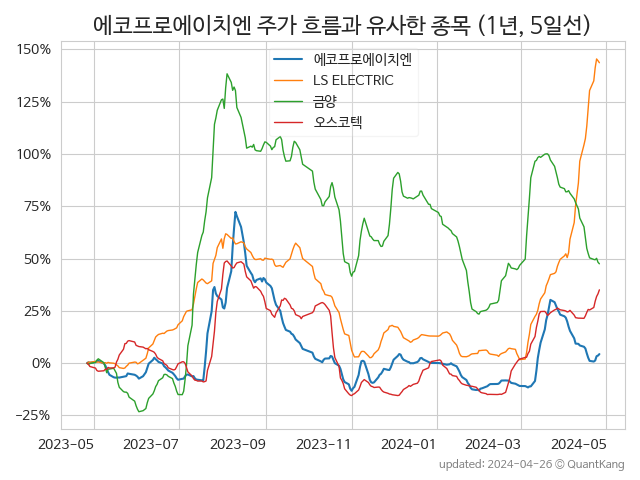 에코프로에이치엔 주가 흐름과 유사한 종목 (1년, 5일선)
150%
125%
100%
75%
50%
25%
0%
−25%
에코프로에이치엔
LS ELECTRIC
금양
오스코텍
2023-05 2023-07 2023-09 2023-11 2024-01 2024-03 2024-05
updated: 2024-04-26 © QuantKang